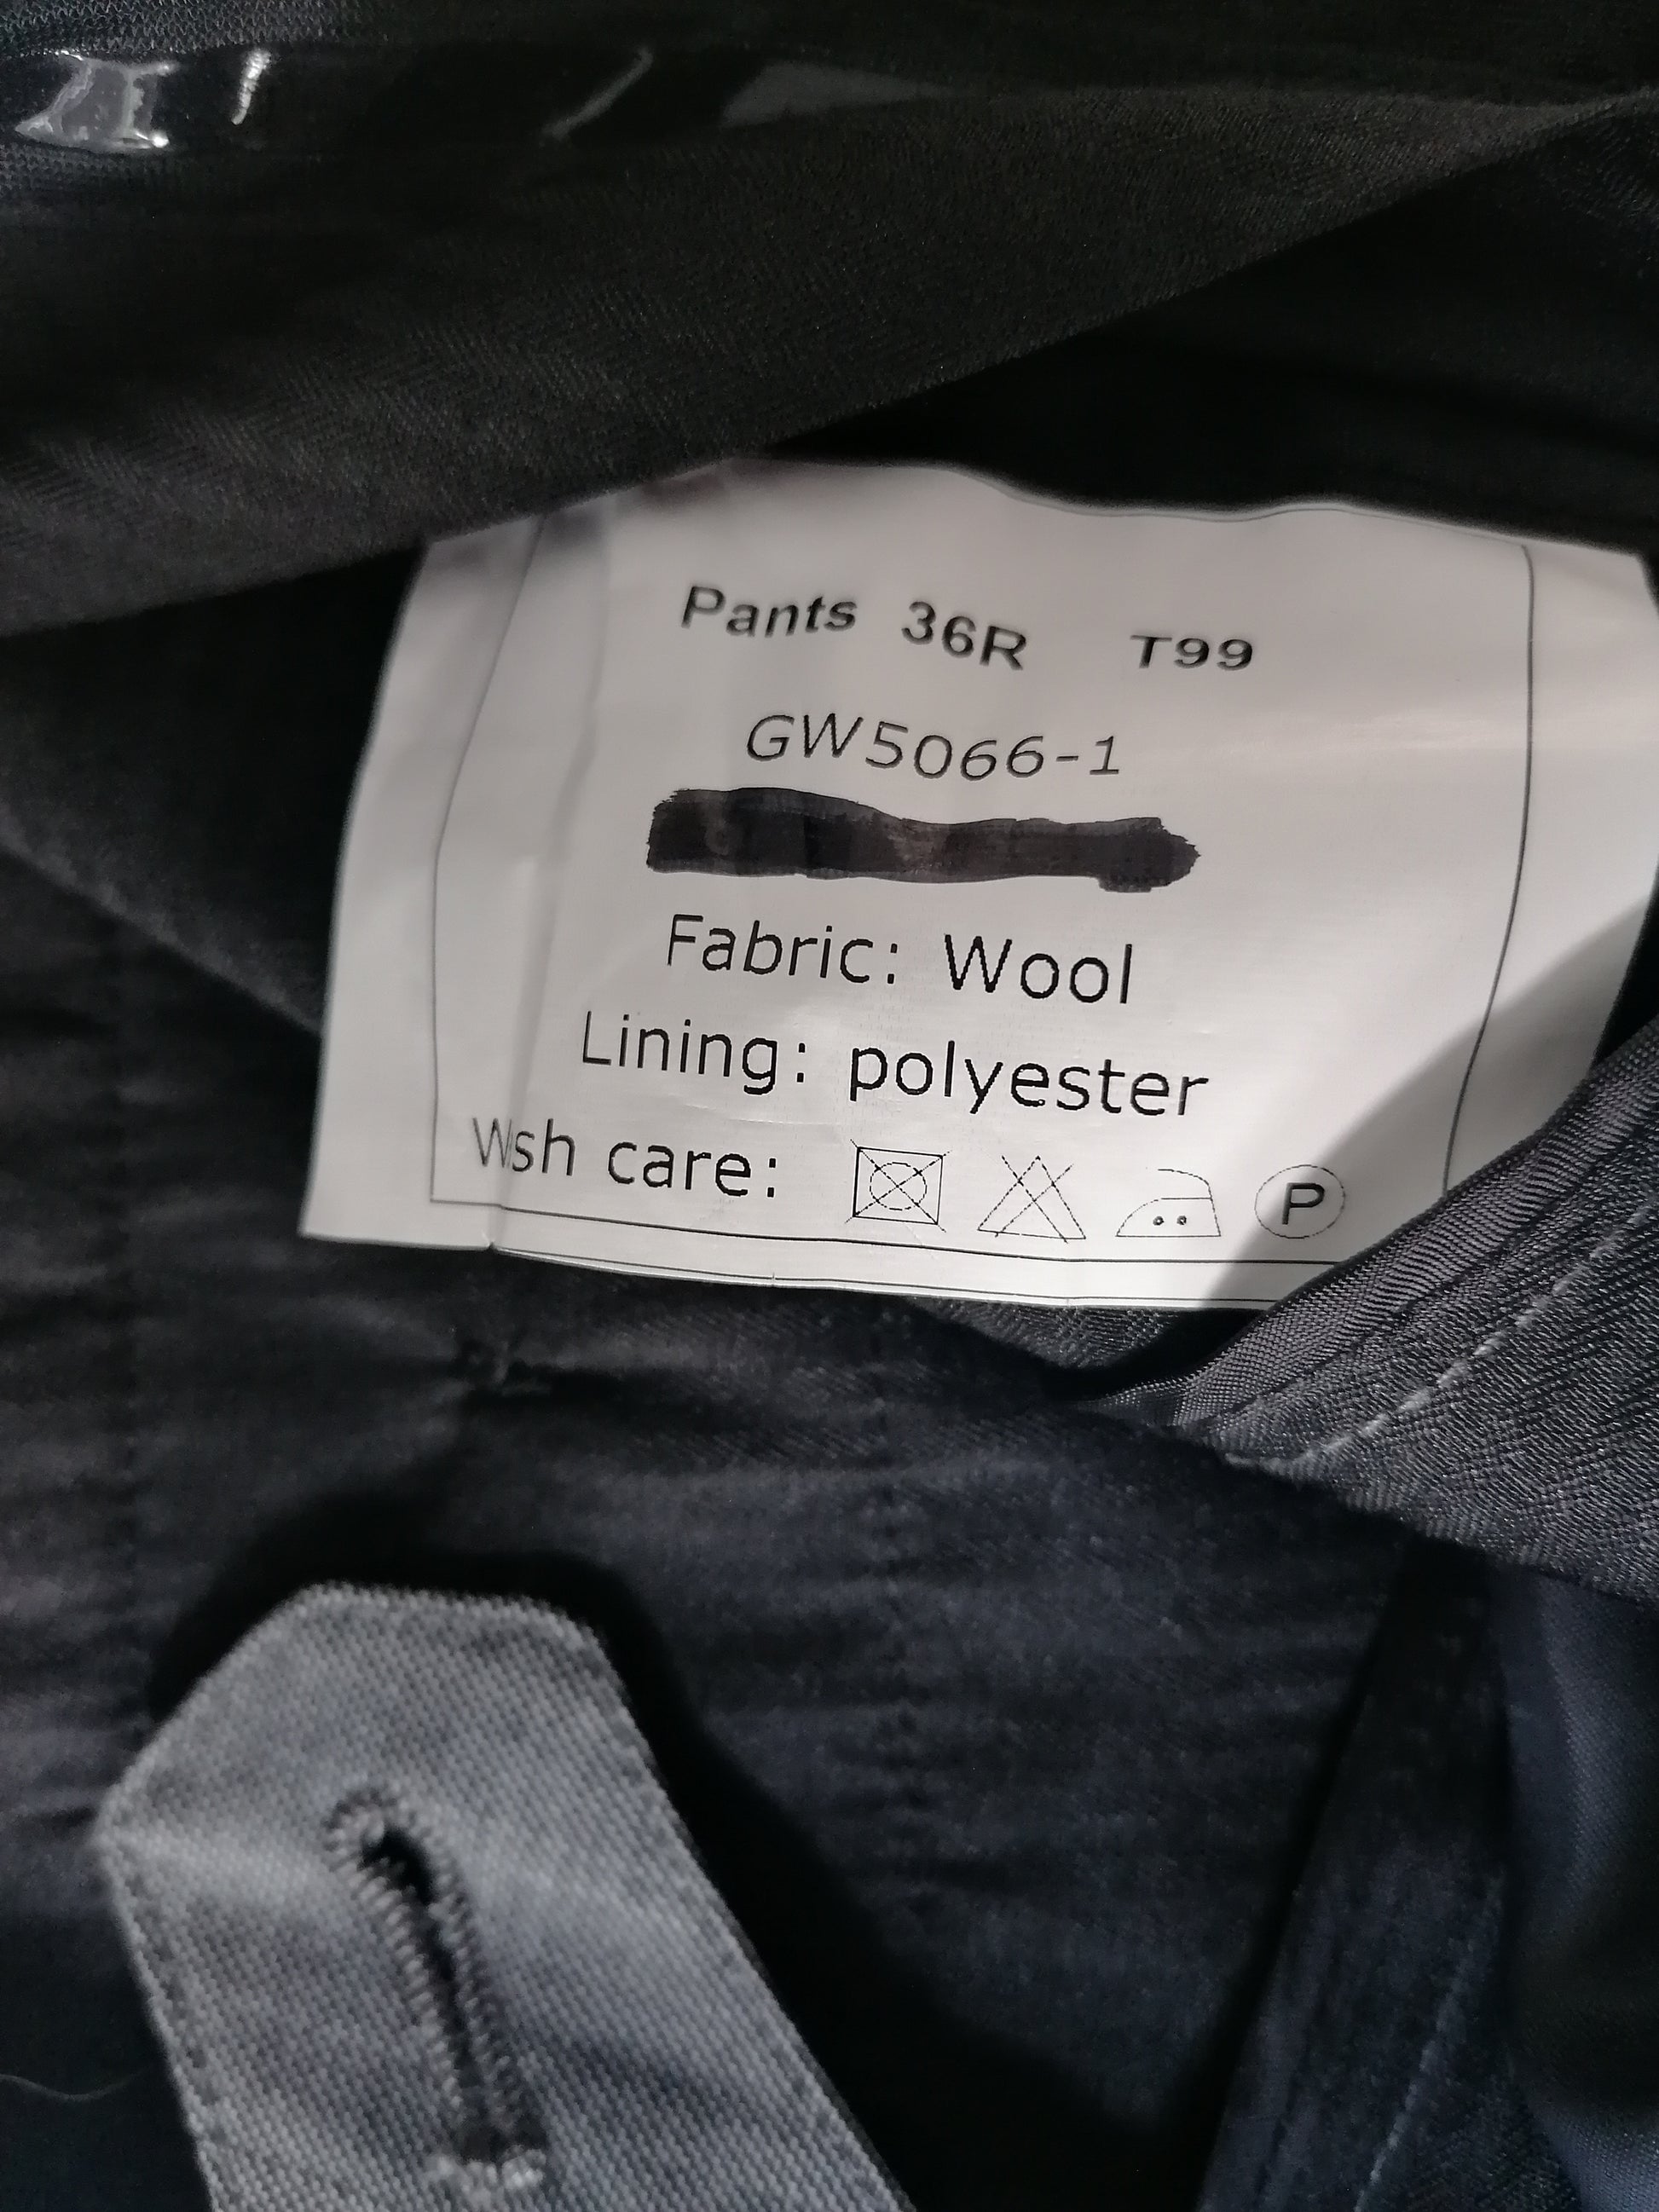 Pants 36R T99
GW5066-1
Fabric: Wool
Lining: polyester
Wsh care: P